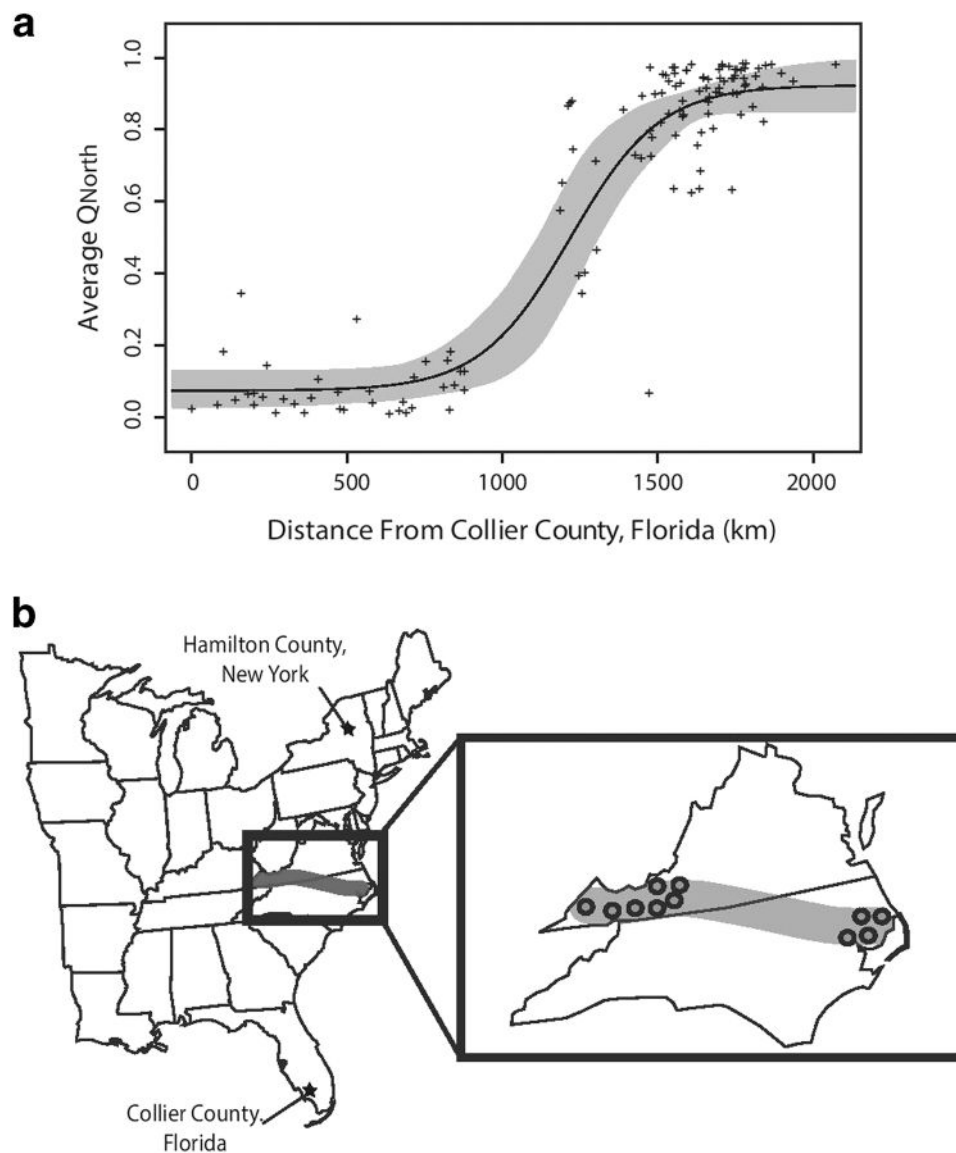 a
1.0
0.8
0.6
0.4
0.2
0.0
Average QNorth
0 500 1000 1500 2000
Distance From Collier County, Florida (km)
b
Hamilton County,
New York
Collier County.
Florida